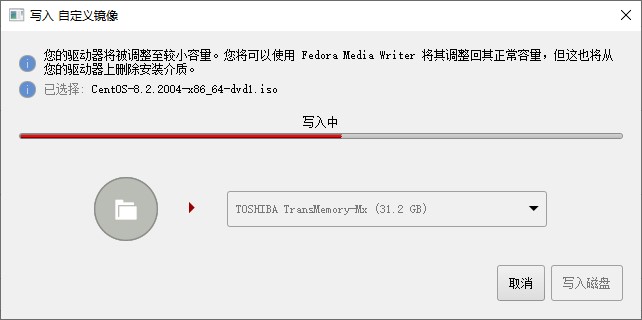 写入 自定义镜像
您的驱动器将被调整至较小容量。您将可以使用 Fedora Media Writer 将其调整回其正常容量，但这也将从
您的驱动器上删除安装介质。
已选择: CentOS-8.2.2004-x86_64-dvd1.iso
写入中
TOSHIBA TransMemory-Mx (31.2 GB)
取消 写入磁盘